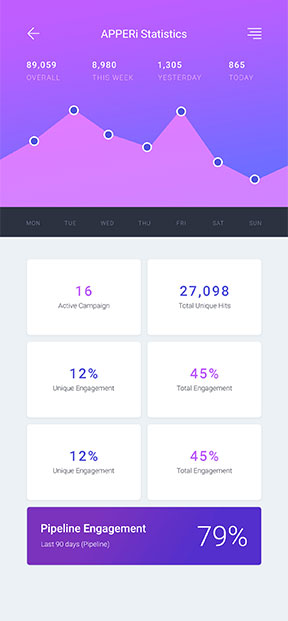 APPERi Statistics
89,059 8,980 1,305 865
OVERALL THIS WEEK YESTERDAY TODAY
MON TUE WED THU FRI SAT SUN
16 27,098
Active Campaign Total Unique Hits
12% 45%
Unique Engagement Total Engagement
12% 45%
Unique Engagement Total Engagement
Pipeline Engagement 79%
Last 90 days (Pipeline)